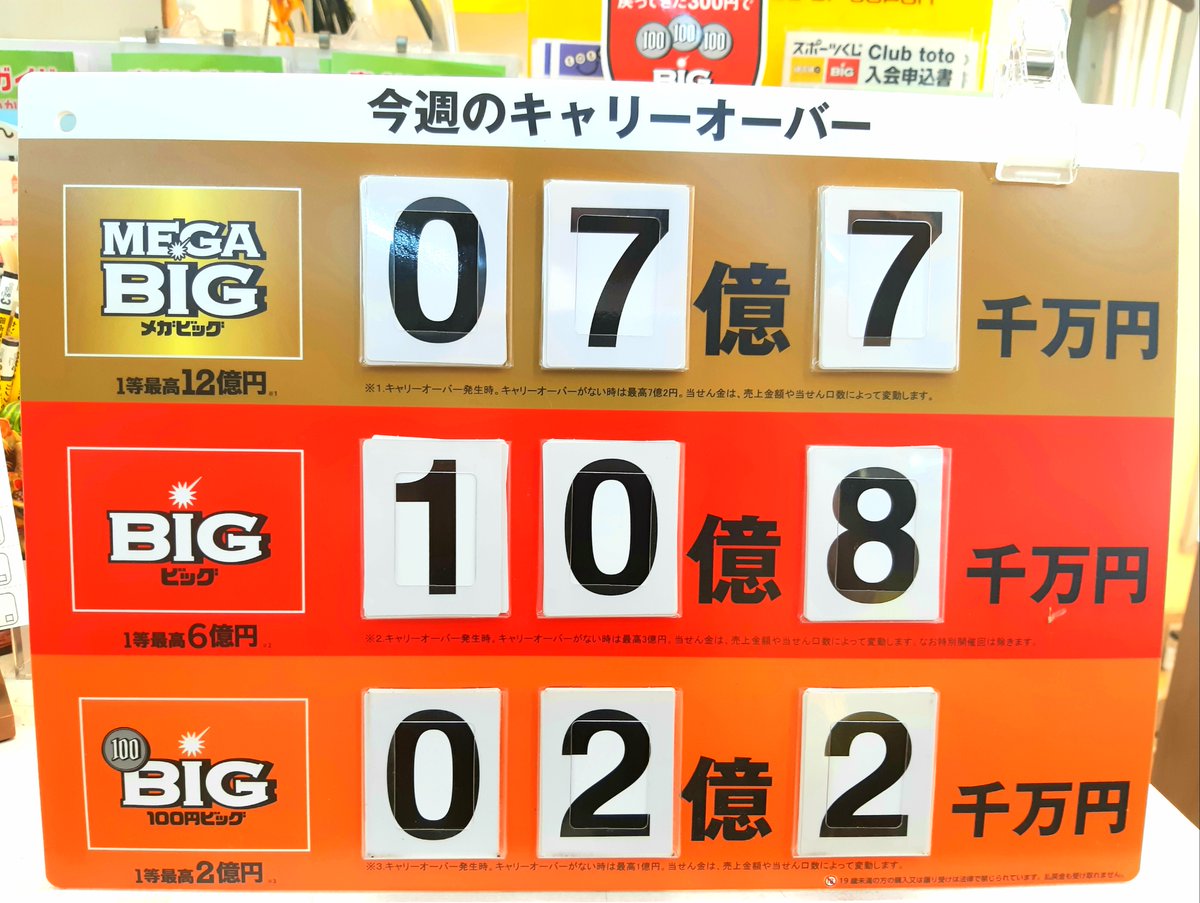 戻ってきた300円で
100 100 100
BIG
スポーツくじ Club toto
BIG 入会申込書
今週のキャリーオーバー
MEGA
BIG
メガビッグ
1等最高12億円※1
07億7千万円
※1.キャリーオーバー発生時。キャリーオーバーがない時は最高7億2円。当せん金は、売上金額や当せん口数によって変動します。
BIG
ビッグ
1等最高6億円※2
10億8千万円
※2.キャリーオーバー発生時。キャリーオーバーがない時は最高3億円。当せん金は、売上金額や当せん口数によって変動します。なお特別開催回は除きます。
100
BIG
100円ビッグ
1等最高2億円※3
02億2千万円
※3.キャリーオーバー発生時。キャリーオーバーがない時は最高1億円。当せん金は、売上金額や当せん口数によって変動します。
19歳未満の方の購入又は譲り受けは法律で禁じられています。払戻金も受け取れません。